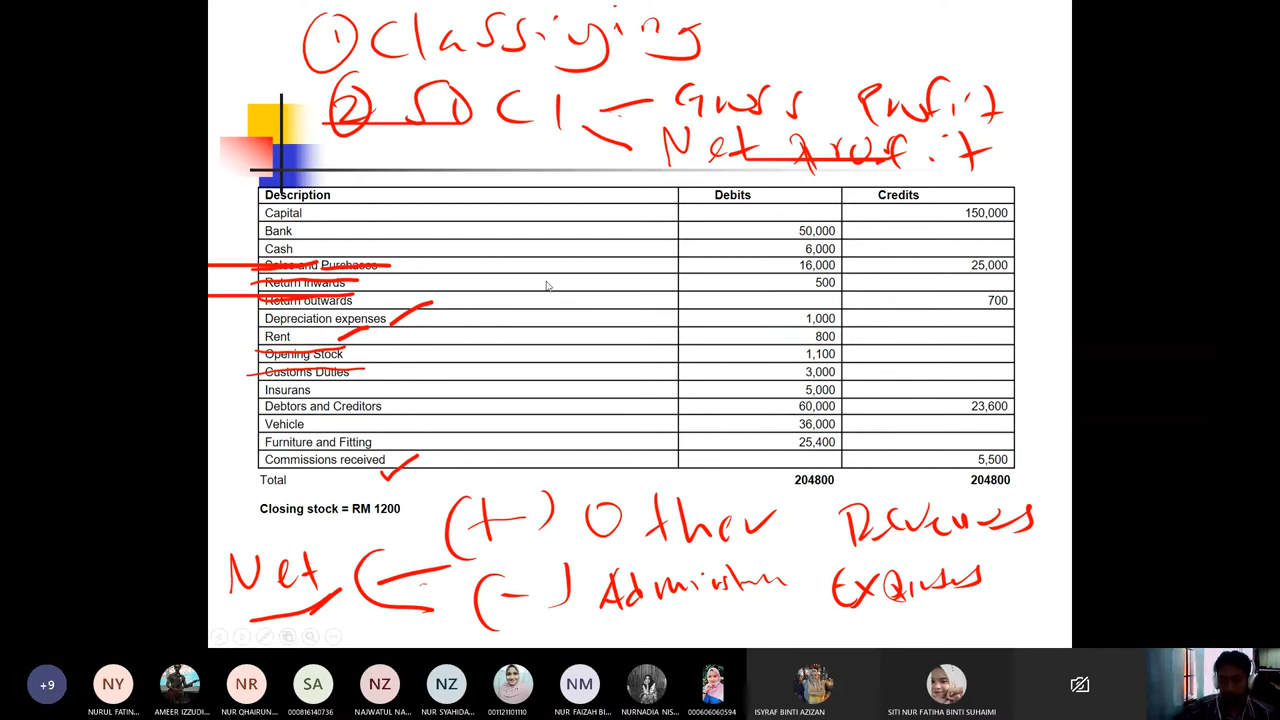 ① Classiying
② SOCI Gross Profit
Net Profit
Description Debits Credits
Capital 150,000
Bank 50,000
Cash 6,000
Sales and Purchases 16,000 25,000
Return inwards 500
Return outwards 700
Depreciation expenses 1,000
Rent 800
Opening Stock 1,100
Customs Duties 3,000
Insurans 5,000
Debtors and Creditors 60,000 23,600
Vehicle 36,000
Furniture and Fitting 25,400
Commissions received 5,500
Total 204800 204800
Closing stock = RM 1200
(+) Other Revenues
Net
(-) Expenses
+9 NY NR SA NZ NZ NM
NURUL FATIN... AMEER IZZUDI... NUR QHAIRUN... 000816140736 NAJWATUL NA... NUR SYAHIDA... 001121101110 NUR FAIZAH BI... NURNADIA NIS... 000606060594 ISYRAF BINTI AZIZAN SITI NUR FATIHA BINTI SUHAIMI